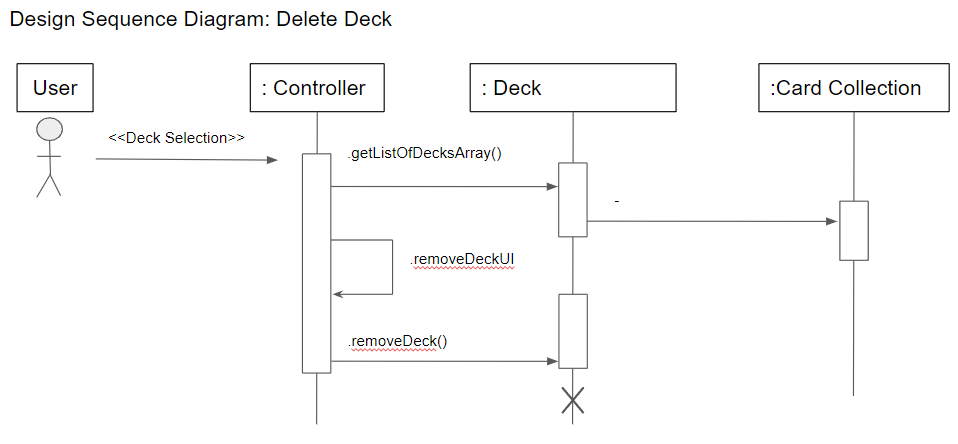 Design Sequence Diagram: Delete Deck
User
: Controller
: Deck
:Card Collection
<<Deck Selection>>
.getListOfDecksArray()
-
.removeDeckUI
.removeDeck()